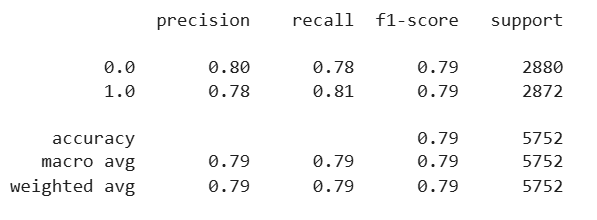 precision recall f1-score support
0.0 0.80 0.78 0.79 2880
1.0 0.78 0.81 0.79 2872
accuracy 0.79 5752
macro avg 0.79 0.79 0.79 5752
weighted avg 0.79 0.79 0.79 5752